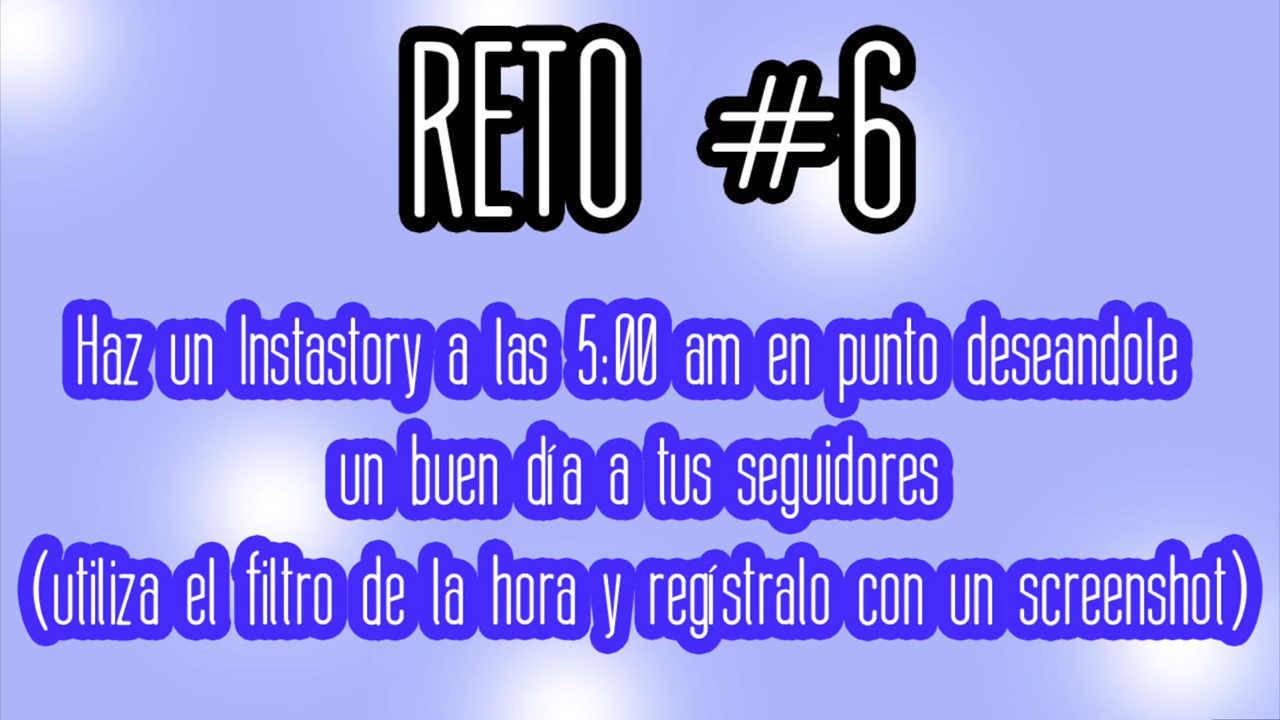 RETO #6
Haz un Instastory a las 5:00 am en punto deseandole
un buen día a tus seguidores
(utiliza el filtro de la hora y regístralo con un screenshot)